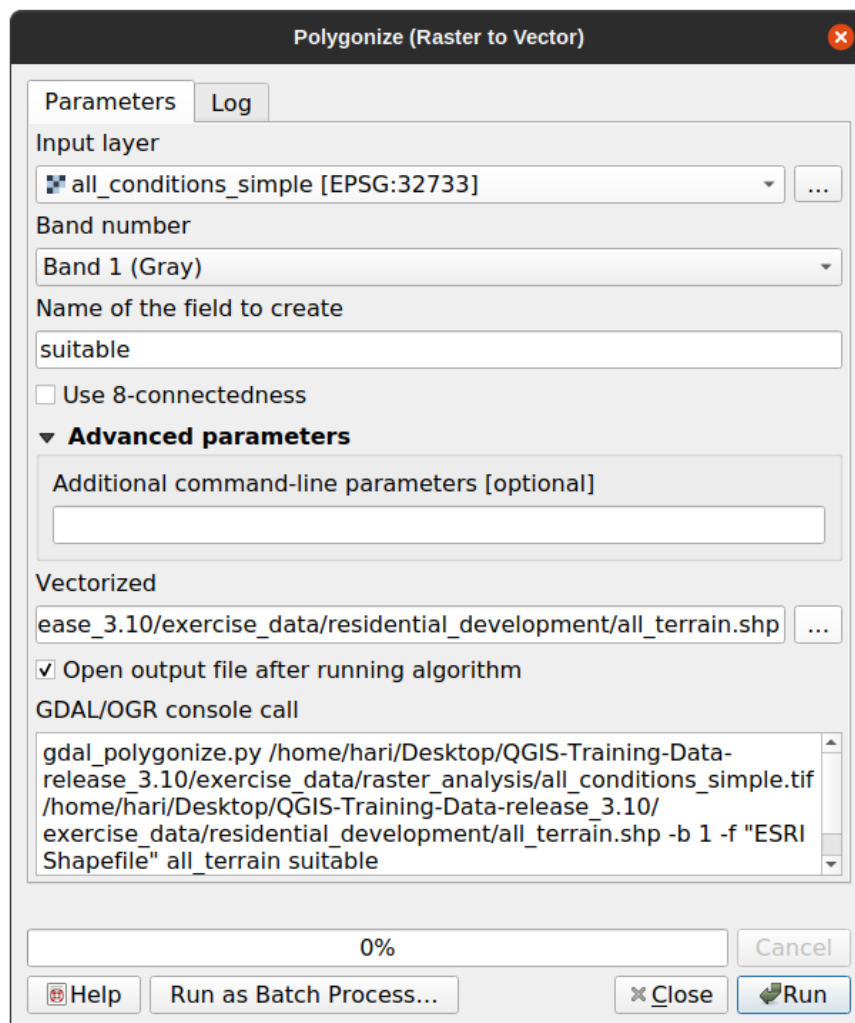 Polygonize (Raster to Vector)
Parameters
Log
Input layer
all_conditions_simple [EPSG:32733]
...
Band number
Band 1 (Gray)
Name of the field to create
suitable
Use 8-connectedness
Advanced parameters
Additional command-line parameters [optional]
Vectorized
ease_3.10/exercise_data/residential_development/all_terrain.shp
...
Open output file after running algorithm
GDAL/OGR console call
gdal_polygonize.py /home/hari/Desktop/QGIS-Training-Data-
release_3.10/exercise_data/raster_analysis/all_conditions_simple.tif
/home/hari/Desktop/QGIS-Training-Data-release_3.10/
exercise_data/residential_development/all_terrain.shp -b 1 -f "ESRI
Shapefile" all_terrain suitable
0%
Cancel
Help
Run as Batch Process...
Close
Run